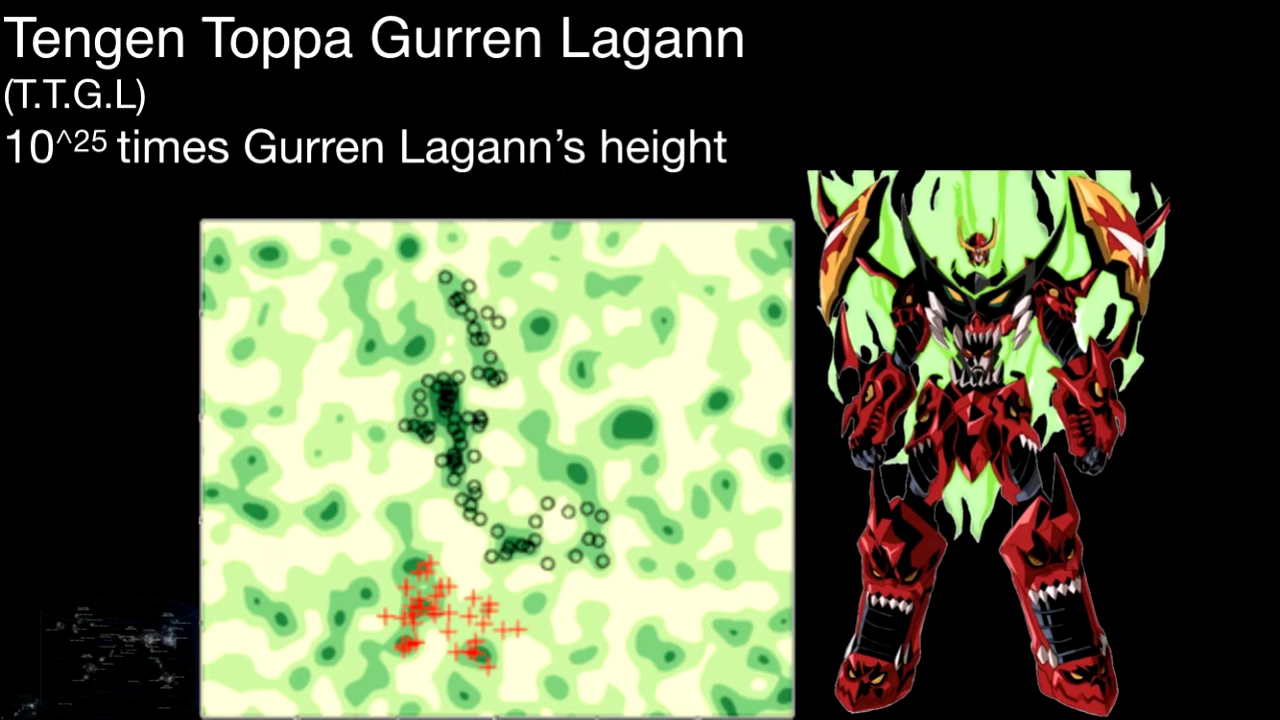 Tengen Toppa Gurren Lagann
(T.T.G.L)
10^25 times Gurren Lagann’s height